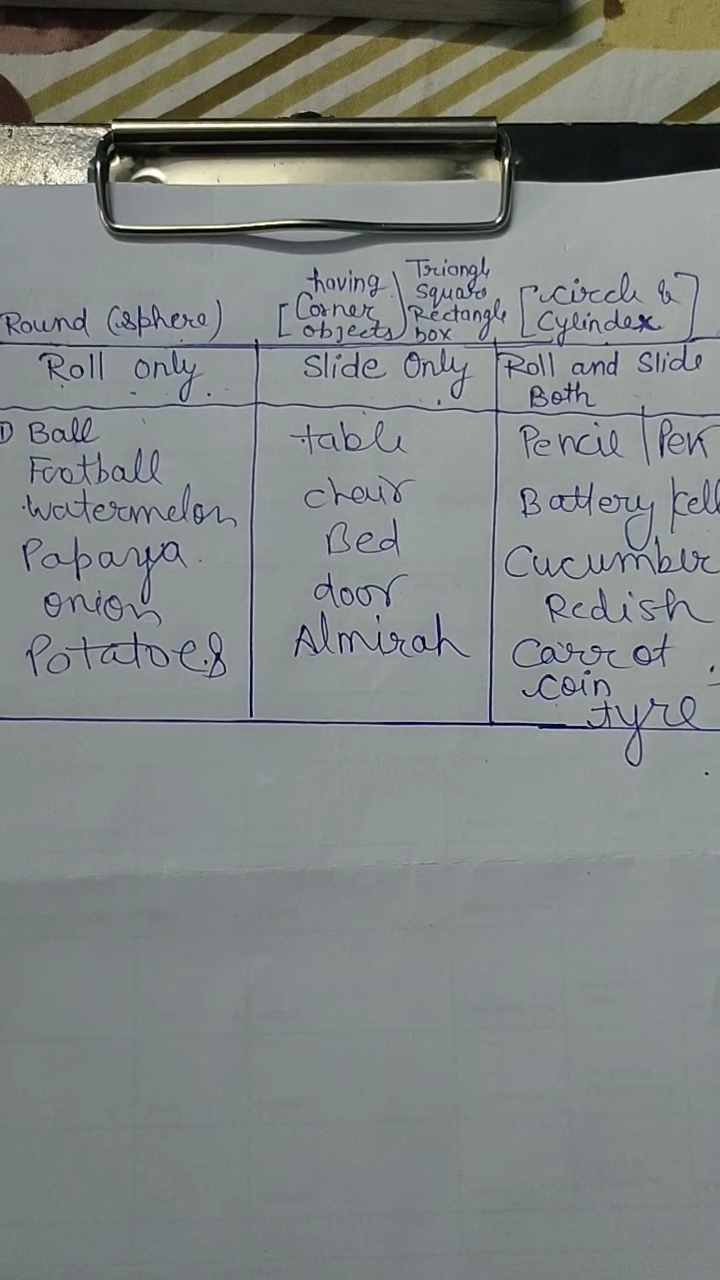 Round (sphere)
[having Corner objects) Triangl Square Rectangle box
[circle & Cylinder]
Roll only
Slide Only
Roll and Slide Both
① Ball
Football
Watermelon
Papaya
onion
Potatoes
table
chair
Bed
door
Almirah
Pencil | Pen
Battery cell
Cucumber
Redish
Carrot
coin
tyre